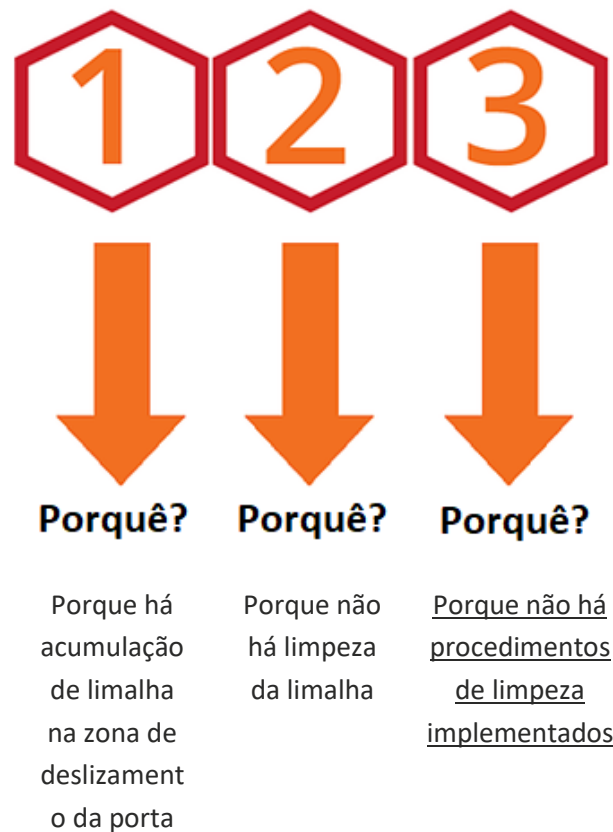 1 2 3
Porquê? Porquê? Porquê?
Porque há
acumulação
de limalha
na zona de
deslizament
o da porta
Porque não
há limpeza
da limalha
Porque não há
procedimentos
de limpeza
implementados